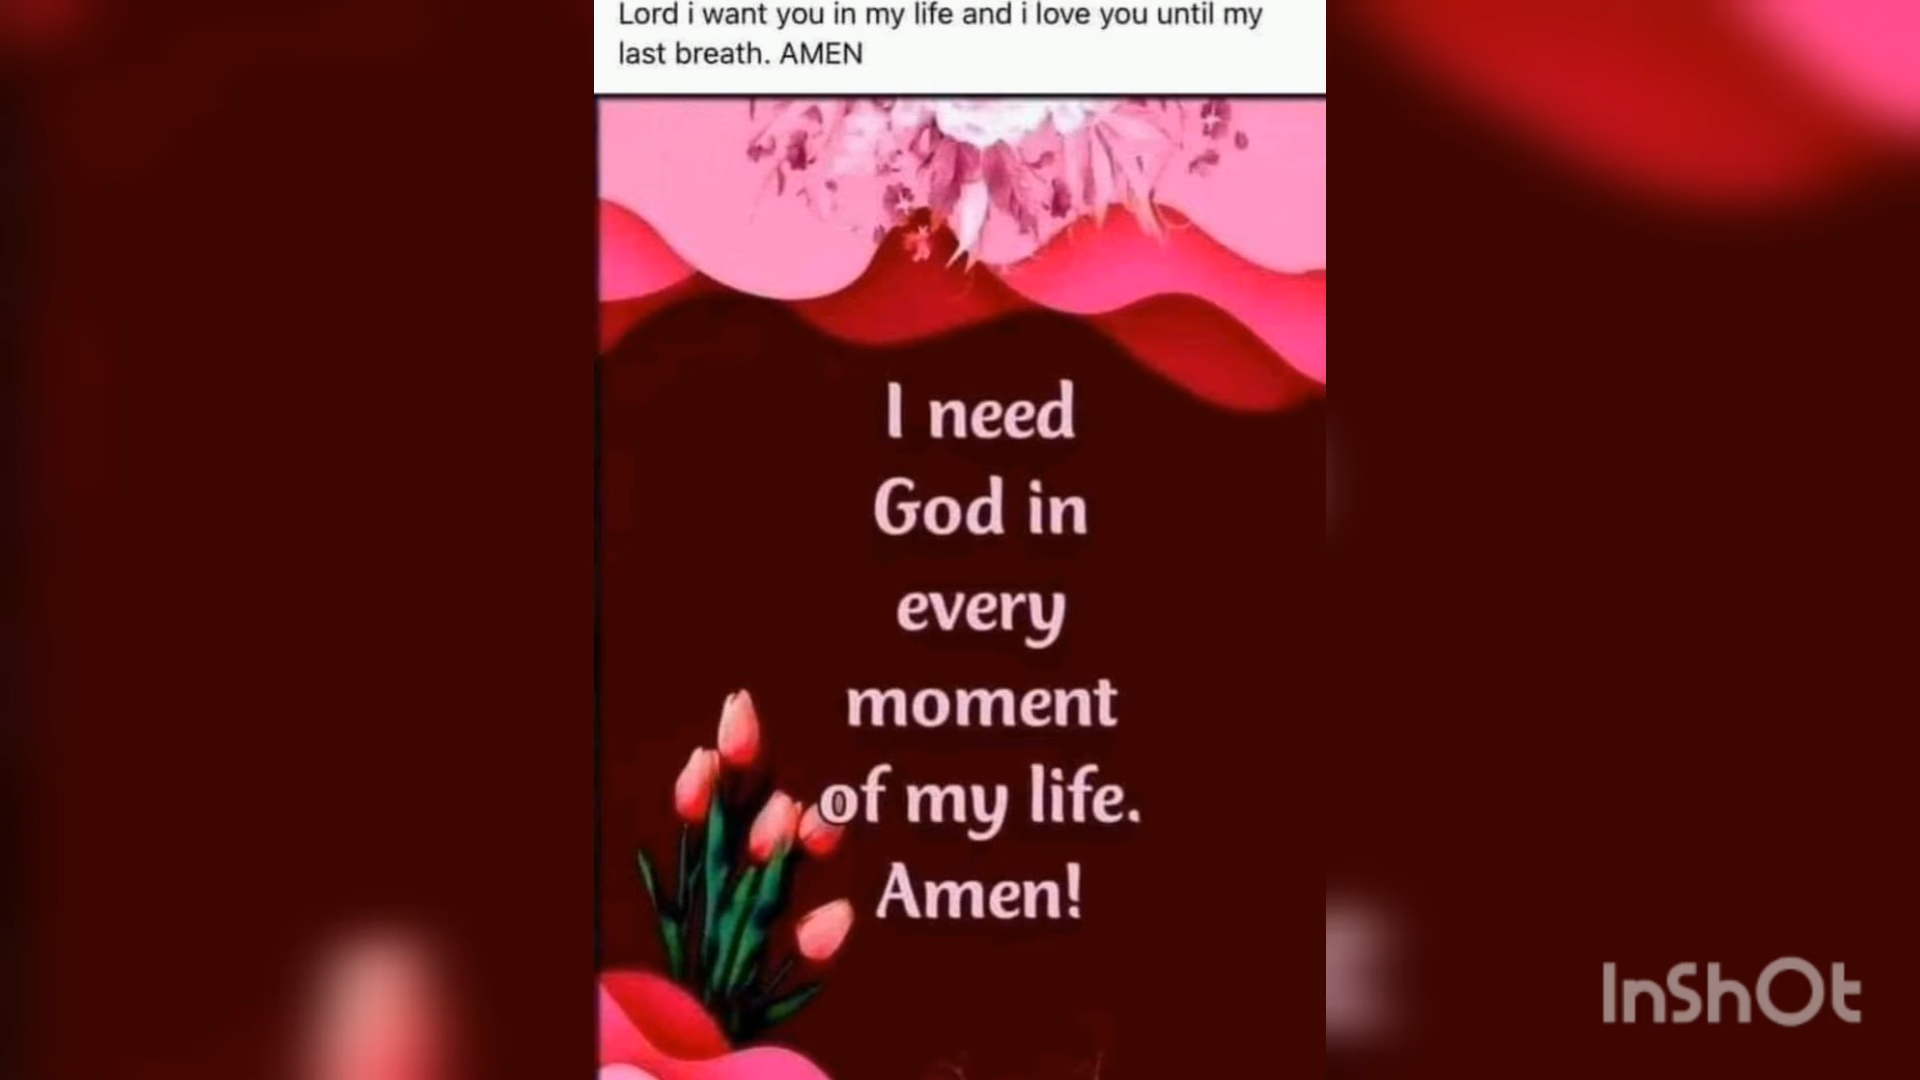 Lord i want you in my life and i love you until my
last breath. AMEN
I need
God in
every
moment
of my life.
Amen!
InShOt